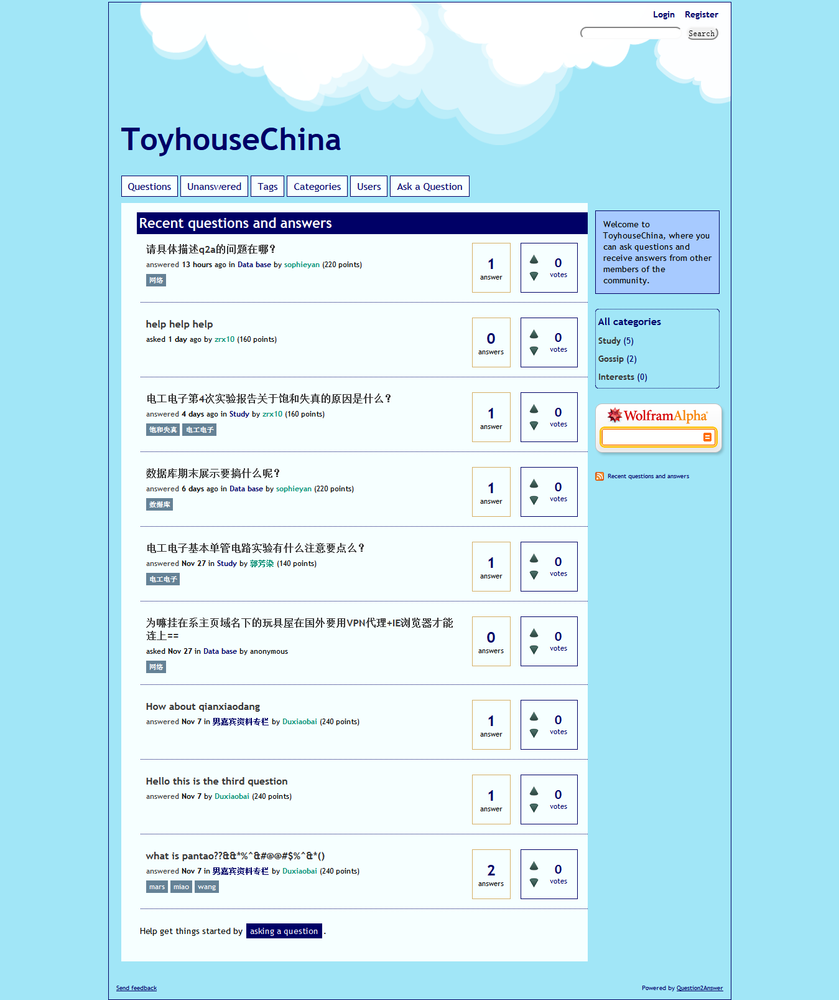 Login Register
Search
ToyhouseChina
Questions Unanswered Tags Categories Users Ask a Question
Recent questions and answers
请具体描述q2a的问题在哪？
answered 13 hours ago in Data base by sophieyan (220 points)
网络
1 answer
0 votes
help help help
asked 1 day ago by zrx10 (160 points)
0 answers
0 votes
电工电子第4次实验报告关于饱和失真的原因是什么？
answered 4 days ago in Study by zrx10 (160 points)
饱和失真 电工电子
1 answer
0 votes
数据库期末展示要搞什么呢？
answered 6 days ago in Data base by sophieyan (220 points)
数据库
1 answer
0 votes
电工电子基本单管电路实验有什么注意要点么？
answered Nov 27 in Study by 郭芳染 (140 points)
电工电子
1 answer
0 votes
为嘛挂在系主页域名下的玩具屋在国外要用VPN代理+IE浏览器才能
连上==
asked Nov 27 in Data base by anonymous
网络
0 answers
0 votes
How about qianxiaodang
answered Nov 7 in 男嘉宾资料专栏 by Duxiaobai (240 points)
1 answer
0 votes
Hello this is the third question
answered Nov 7 by Duxiaobai (240 points)
1 answer
0 votes
what is pantao??&&*%^&#@@#$%^&*()
answered Nov 7 in 男嘉宾资料专栏 by Duxiaobai (240 points)
mars miao wang
2 answers
0 votes
Help get things started by asking a question.
Welcome to
ToyhouseChina, where you
can ask questions and
receive answers from other
members of the
community.
All categories
Study (5)
Gossip (2)
Interests (0)
WolframAlpha
Recent questions and answers
Send feedback
Powered by Question2Answer